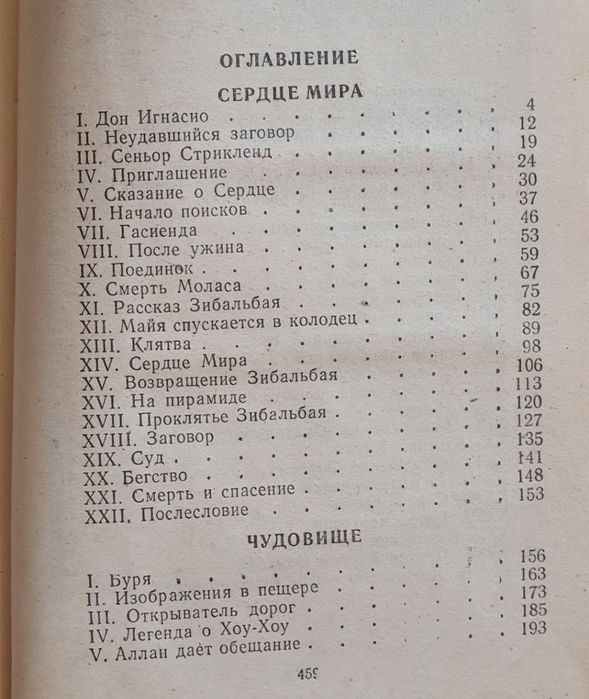 ОГЛАВЛЕНИЕ
СЕРДЦЕ МИРА
I. Дон Игнасио . . . . . . . . 4
II. Неудавшийся заговор . . . . . . 12
III. Сеньор Стрикленд . . . . . . 19
IV. Приглашение . . . . . . 24
V. Сказание о Сердце . . . . . . 30
VI. Начало поисков . . . . . . 37
VII. Гасиенда . . . . . . 46
VIII. После ужина . . . . . . 53
IX. Поединок . . . . . . . 59
X. Смерть Моласа . . . . . . 67
XI. Рассказ Зибальбая . . . . . 75
XII. Майя спускается в колодец . . . . 82
XIII. Клятва . . . . . . . 89
XIV. Сердце Мира . . . . . . 98
XV. Возвращение Зибальбая . . . . 106
XVI. На пирамиде . . . . . 113
XVII. Проклятье Зибальбая . . . . . 120
XVIII. Заговор . . . . . . 127
XIX. Суд . . . . . . . 135
XX. Бегство . . . . . . . 141
XXI. Смерть и спасение . . . . . 148
XXII. Послесловие . . . . . . 153
ЧУДОВИЩЕ
I. Буря . . . . . . . . 156
II. Изображения в пещере . . . . . 163
III. Открыватель дорог . . . . . 173
IV. Легенда о Хоу-Хоу . . . . . 185
V. Аллан даёт обещание . . . . . 193
459